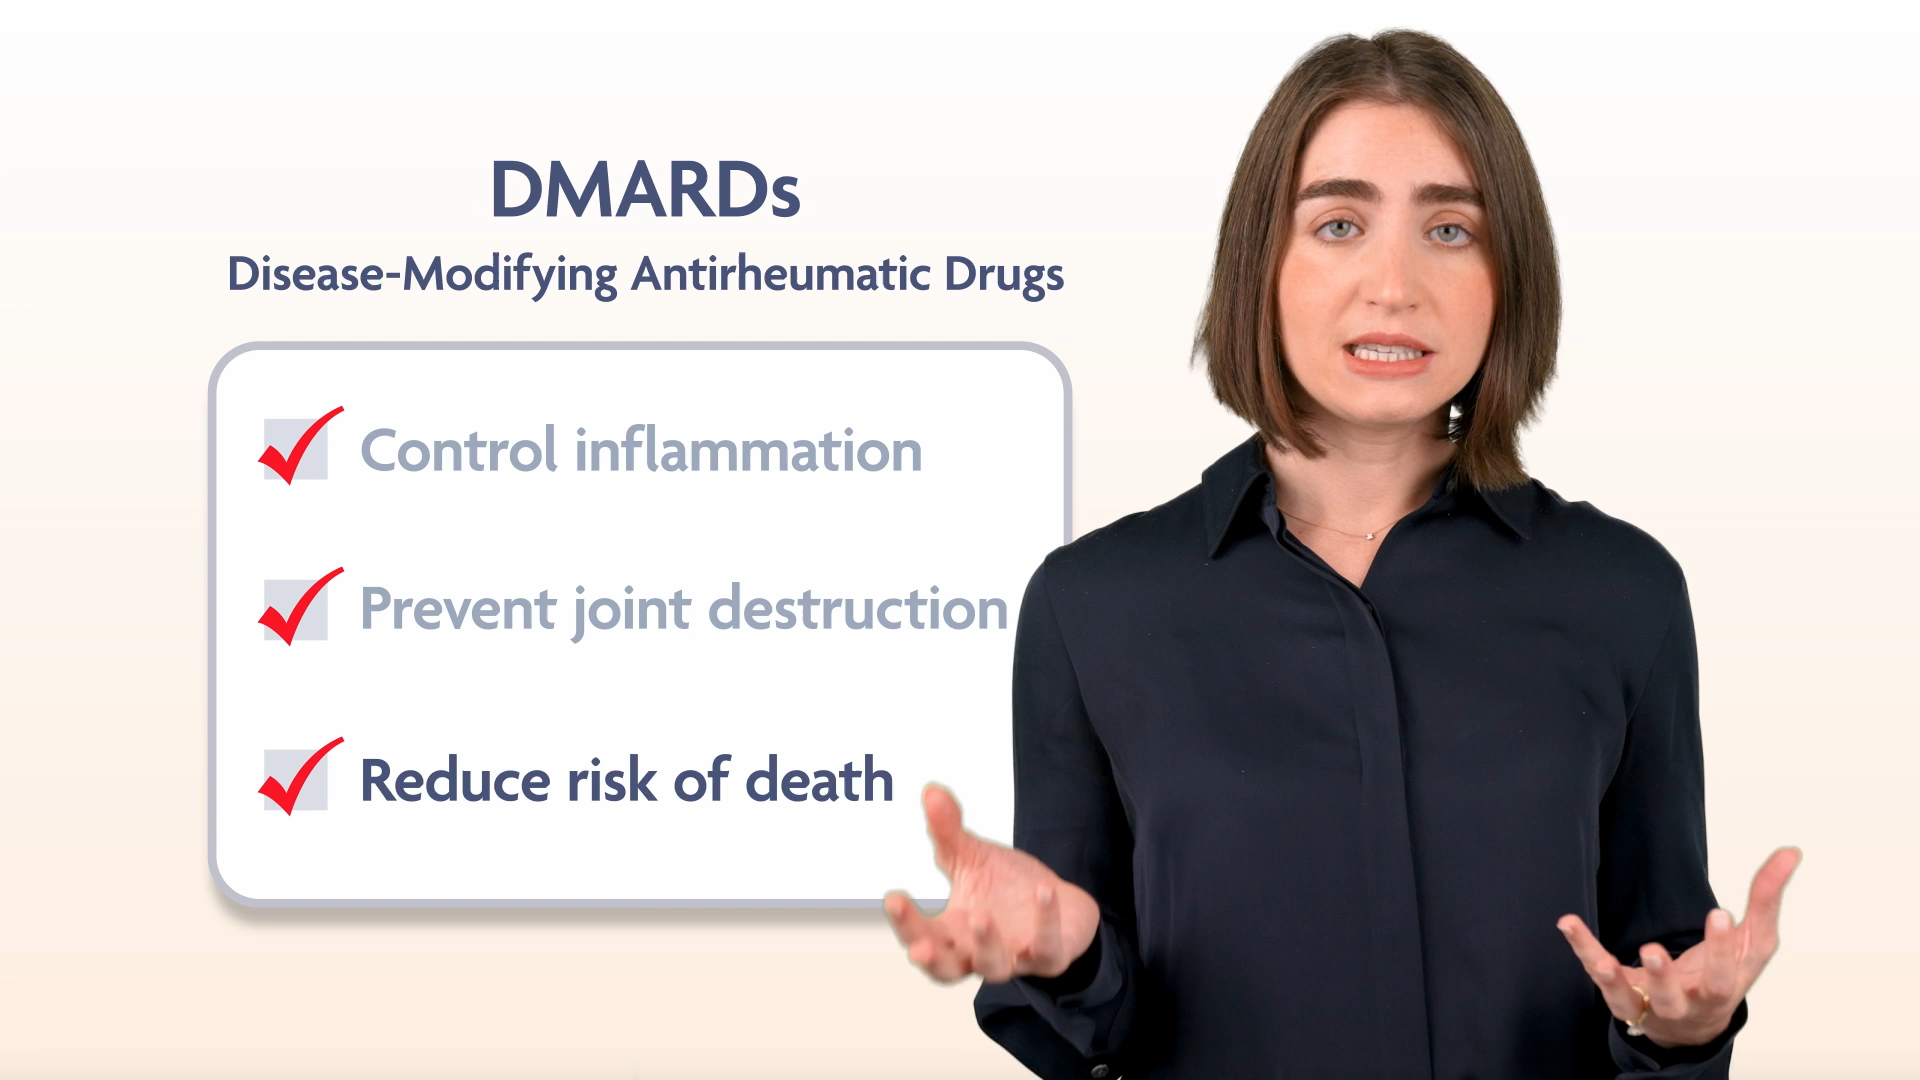 DMARDs
Disease-Modifying Antirheumatic Drugs
Control inflammation
Prevent joint destruction
Reduce risk of death